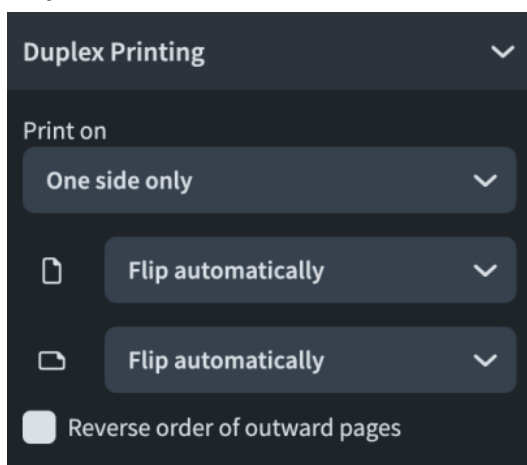 Duplex Printing
Print on
One side only
Flip automatically
Flip automatically
Reverse order of outward pages